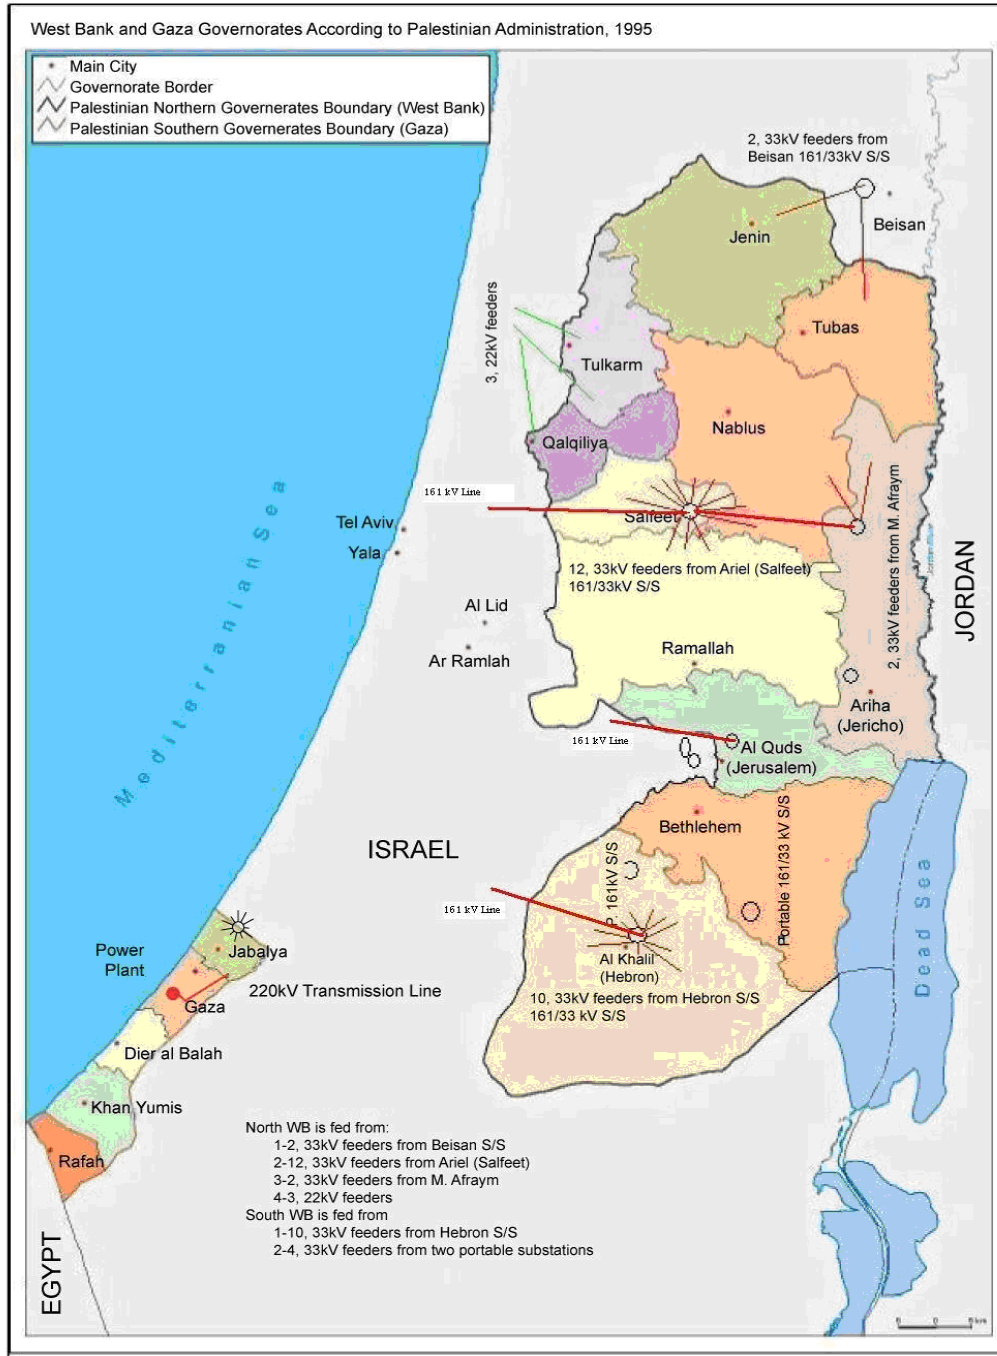 West Bank and Gaza Governorates According to Palestinian Administration, 1995
Main City
Governorate Border
Palestinian Northern Governerates Boundary (West Bank)
Palestinian Southern Governerates Boundary (Gaza)
2, 33kV feeders from
Beisan 161/33kV S/S
Beisan
Jenin
Tubas
3, 22kV feeders
Tulkarm
Nablus
Qalqiliya
161 kV Line
Salfeet
Tel Aviv
Yala
12, 33kV feeders from Ariel (Salfeet)
161/33kV S/S
2, 33kV feeders from M. Afraym
Jordan River
JORDAN
Mediterranian Sea
Al Lid
Ar Ramlah
Ramallah
Ariha
(Jericho)
161 kV Line
Al Quds
(Jerusalem)
Bethlehem
Portable 161/33 kV S/S
ISRAEL
P 161kV S/S
161 kV Line
Al Khalil
(Hebron)
10, 33kV feeders from Hebron S/S
161/33 kV S/S
Dead Sea
Power
Plant
Jabalya
220kV Transmission Line
Gaza
Dier al Balah
Khan Yumis
Rafah
EGYPT
North WB is fed from:
1-2, 33kV feeders from Beisan S/S
2-12, 33kV feeders from Ariel (Salfeet)
3-2, 33kV feeders from M. Afraym
4-3, 22kV feeders
South WB is fed from
1-10, 33kV feeders from Hebron S/S
2-4, 33kV feeders from two portable substations